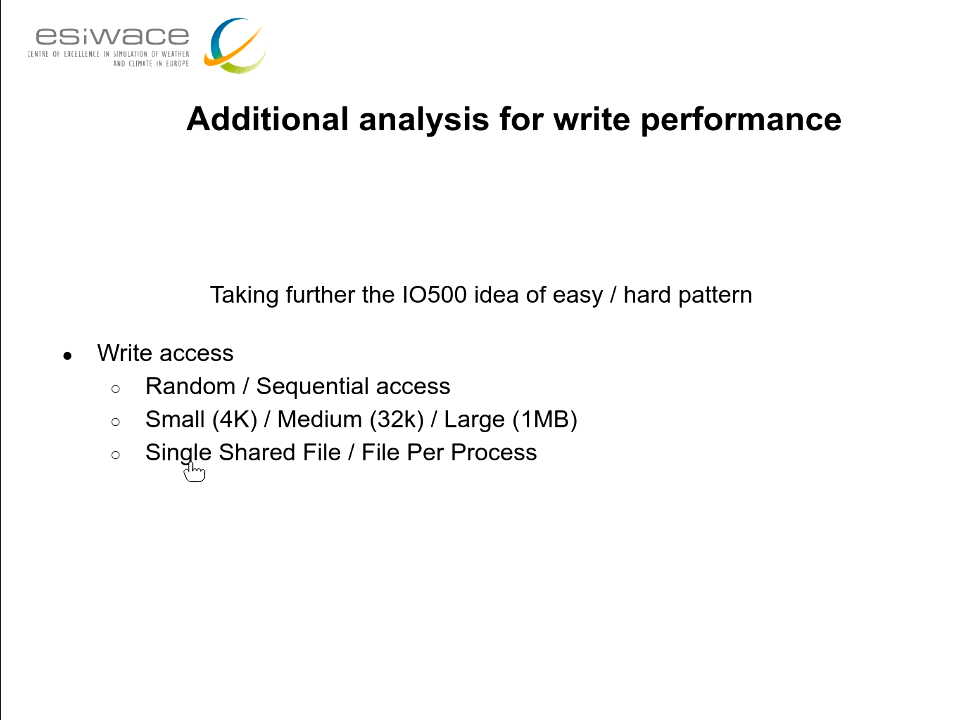 esiwace
CENTRE OF EXCELLENCE IN SIMULATION OF WEATHER
AND CLIMATE IN EUROPE
Additional analysis for write performance
Taking further the IO500 idea of easy / hard pattern
● Write access
○ Random / Sequential access
○ Small (4K) / Medium (32k) / Large (1MB)
○ Single Shared File / File Per Process